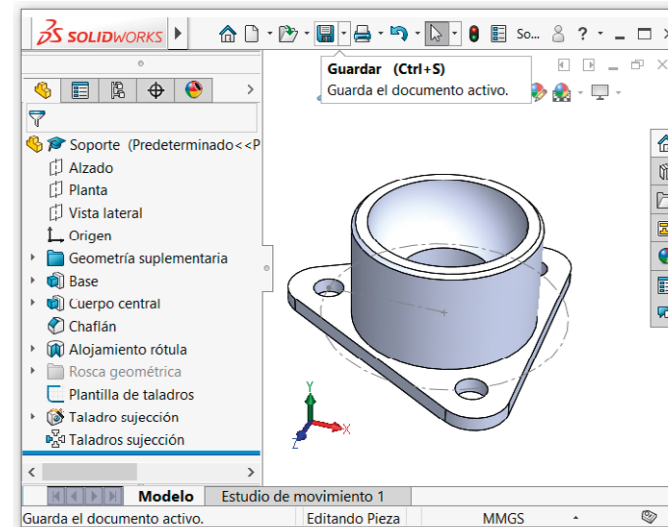 SOLIDWORKS
So...
?
Guardar (Ctrl+S)
Guarda el documento activo.
Soporte (Predeterminado<<P
Alzado
Planta
Vista lateral
Origen
Geometría suplementaria
Base
Cuerpo central
Chaflán
Alojamiento rótula
Rosca geométrica
Plantilla de taladros
Taladro sujección
Taladros sujección
Y
X
Z
Modelo Estudio de movimiento 1
Guarda el documento activo. Editando Pieza MMGS